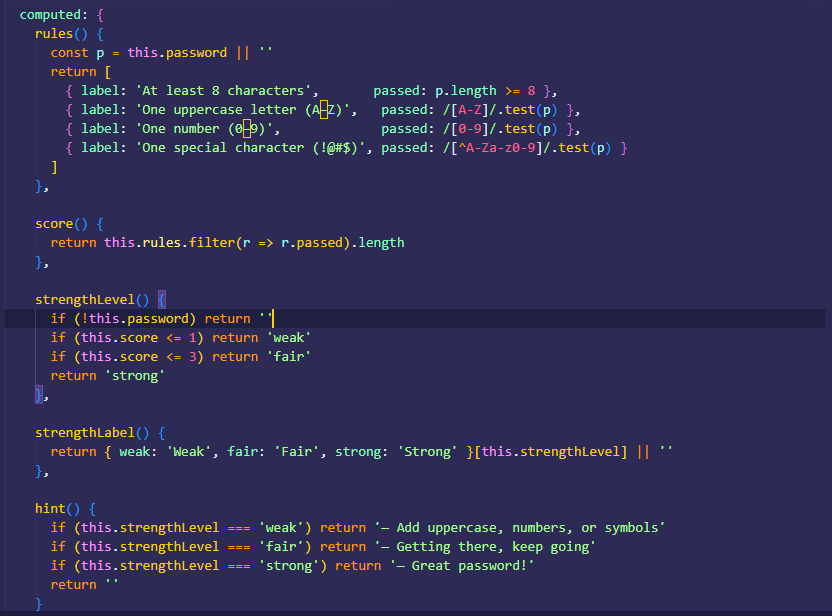 computed: {
  rules() {
    const p = this.password || ''
    return [
      { label: 'At least 8 characters',       passed: p.length >= 8 },
      { label: 'One uppercase letter (A–Z)',   passed: /[A-Z]/.test(p) },
      { label: 'One number (0–9)',             passed: /[0-9]/.test(p) },
      { label: 'One special character (!@#$)', passed: /[^A-Za-z0-9]/.test(p) }
    ]
  },

  score() {
    return this.rules.filter(r => r.passed).length
  },

  strengthLevel() {
    if (!this.password) return ''
    if (this.score <= 1) return 'weak'
    if (this.score <= 3) return 'fair'
    return 'strong'
  },

  strengthLabel() {
    return { weak: 'Weak', fair: 'Fair', strong: 'Strong' }[this.strengthLevel] || ''
  },

  hint() {
    if (this.strengthLevel === 'weak') return '— Add uppercase, numbers, or symbols'
    if (this.strengthLevel === 'fair') return '— Getting there, keep going'
    if (this.strengthLevel === 'strong') return '— Great password!'
    return ''
  }